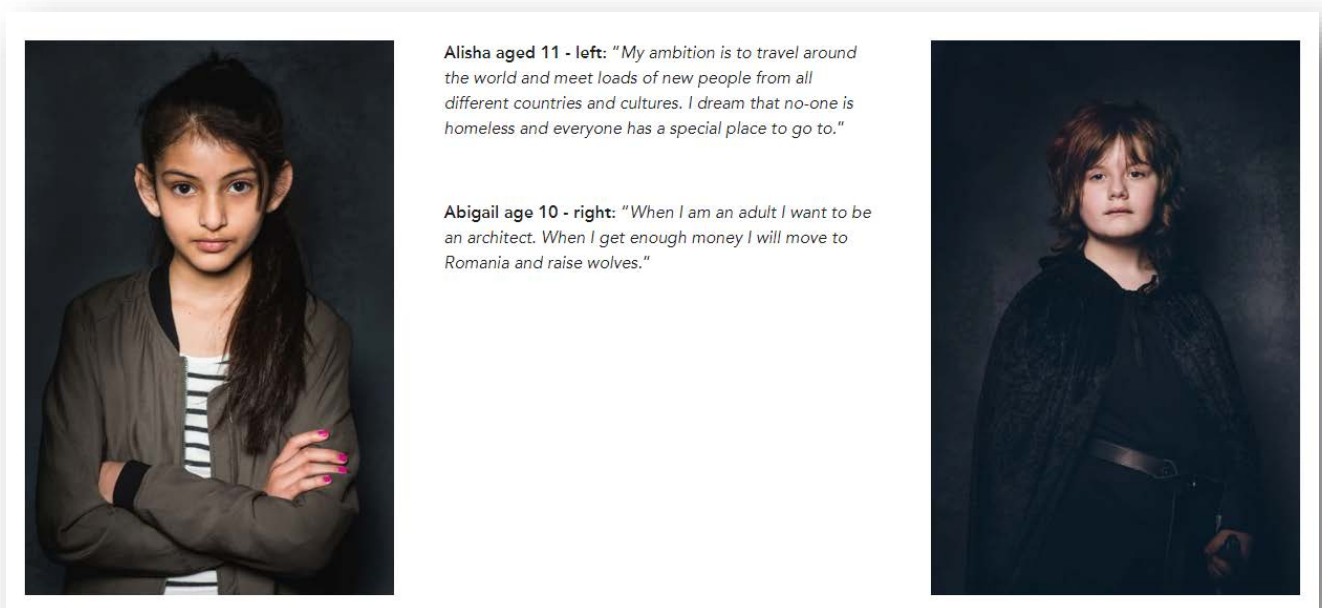 Alisha aged 11 - left: "My ambition is to travel around
the world and meet loads of new people from all
different countries and cultures. I dream that no-one is
homeless and everyone has a special place to go to."
Abigail age 10 - right: "When I am an adult I want to be
an architect. When I get enough money I will move to
Romania and raise wolves."